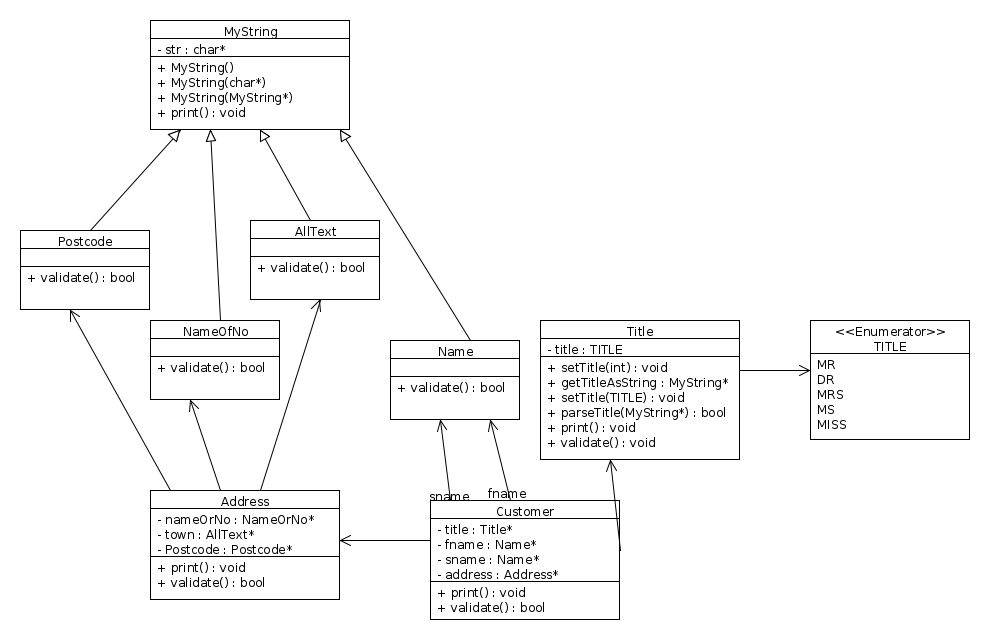 MyString
- str : char*
+ MyString()
+ MyString(char*)
+ MyString(MyString*)
+ print() : void
Postcode
+ validate() : bool
AllText
+ validate() : bool
NameOfNo
+ validate() : bool
Name
+ validate() : bool
Title
- title : TITLE
+ setTitle(int) : void
+ getTitleAsString : MyString*
+ setTitle(TITLE) : void
+ parseTitle(MyString*) : bool
+ print() : void
+ validate() : void
<<Enumerator>>
TITLE
MR
DR
MRS
MS
MISS
Address
- nameOrNo : NameOrNo*
- town : AllText*
- Postcode : Postcode*
+ print() : void
+ validate() : bool
sname
fname
Customer
- title : Title*
- fname : Name*
- sname : Name*
- address : Address*
+ print() : void
+ validate() : bool